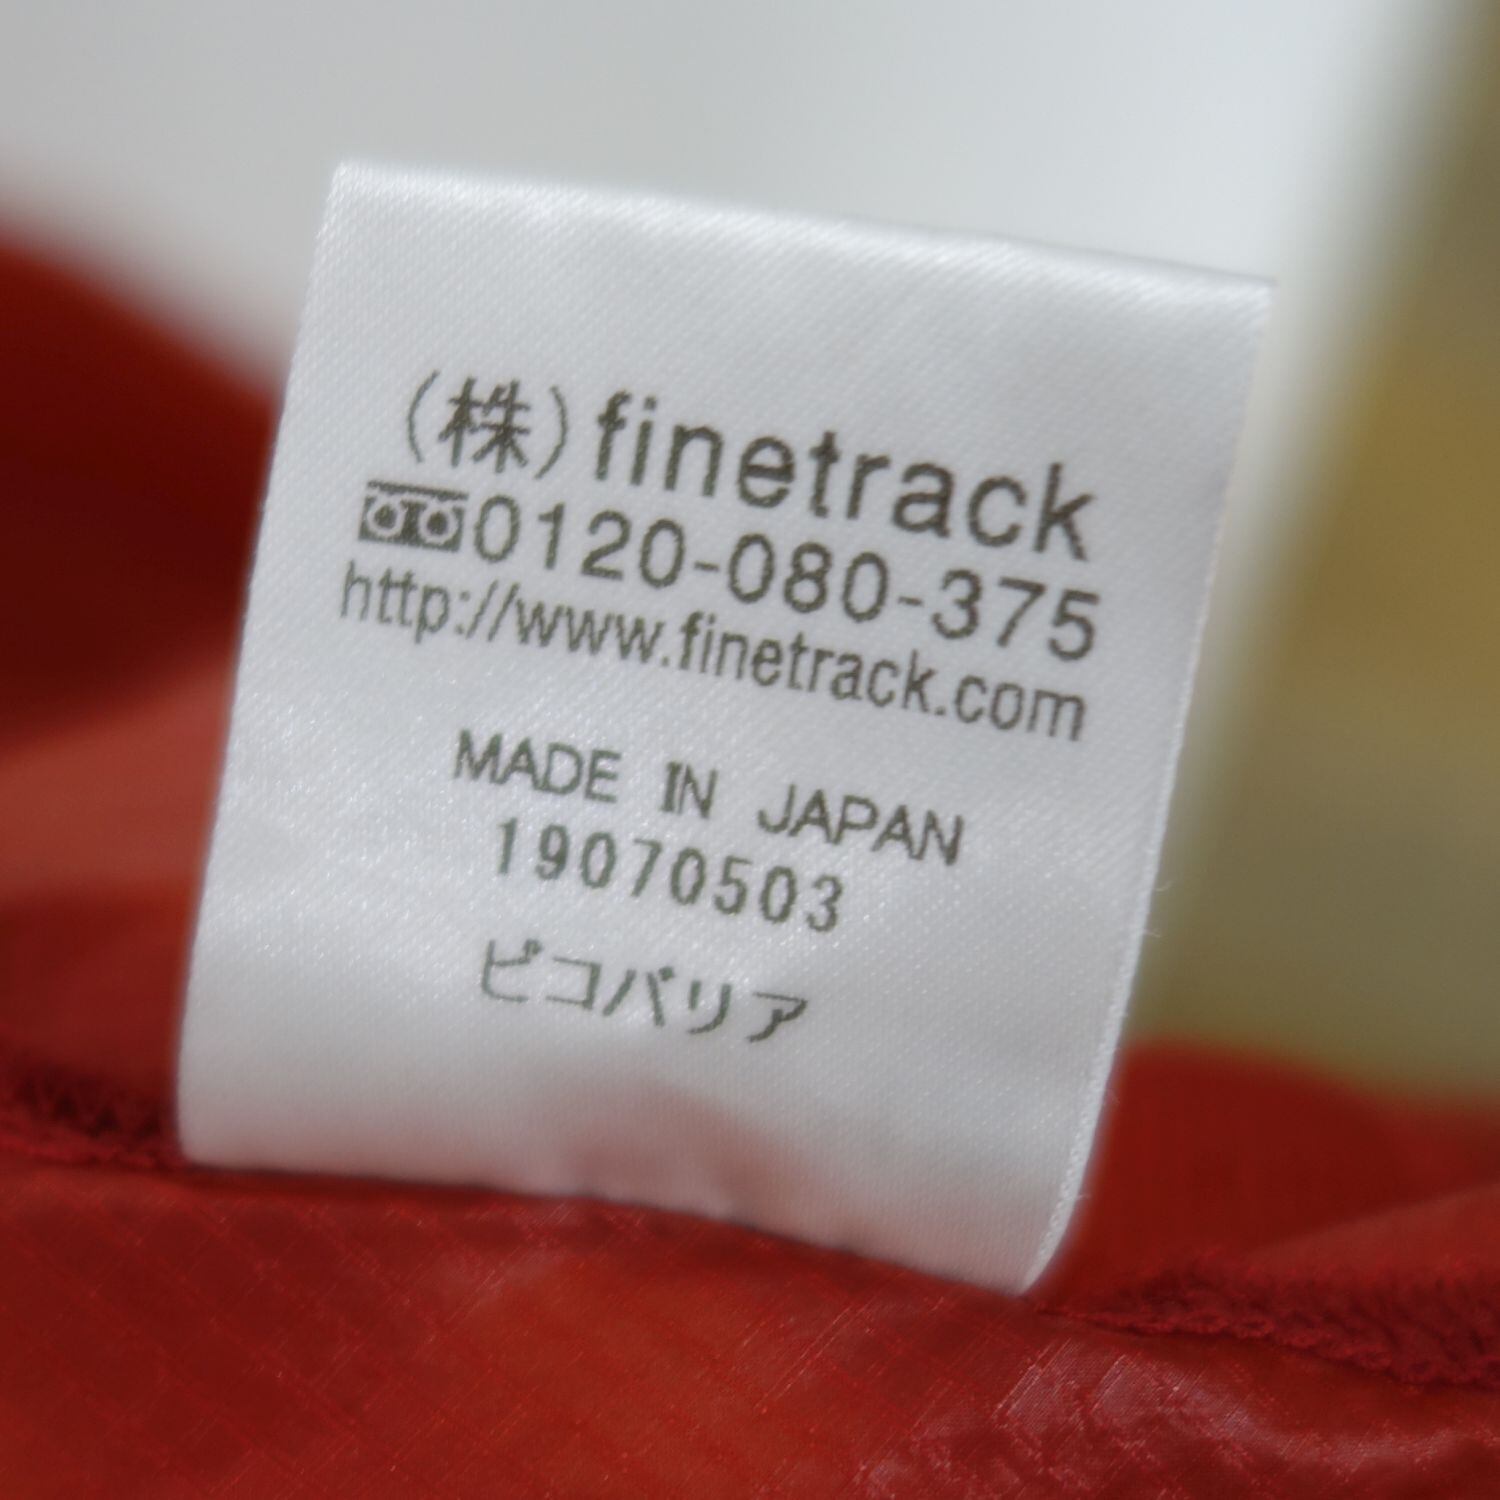 (株)finetrack
0120-080-375
http://www.finetrack.com
MADE IN JAPAN
19070503
ピコバリア